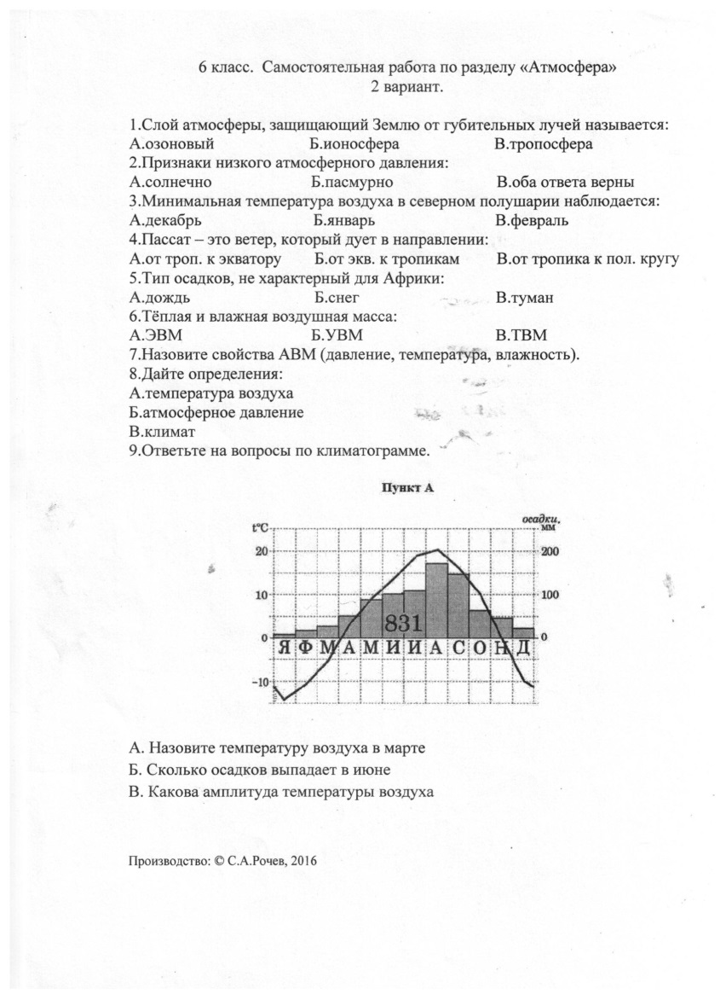 6 класс. Самостоятельная работа по разделу «Атмосфера»
2 вариант.
1.Слой атмосферы, защищающий Землю от губительных лучей называется:
А.озоновый Б.ионосфера В.тропосфера
2.Признаки низкого атмосферного давления:
А.солнечно Б.пасмурно В.оба ответа верны
3.Минимальная температура воздуха в северном полушарии наблюдается:
А.декабрь Б.январь В.февраль
4.Пассат – это ветер, который дует в направлении:
А.от троп. к экватору Б.от экв. к тропикам В.от тропика к пол. кругу
5.Тип осадков, не характерный для Африки:
А.дождь Б.снег В.туман
6.Тёплая и влажная воздушная масса:
А.ЭВМ Б.УВМ В.ТВМ
7.Назовите свойства АВМ (давление, температура, влажность).
8.Дайте определения:
А.температура воздуха
Б.атмосферное давление
В.климат
9.Ответьте на вопросы по климатограмме.
Пункт А
t°C осадки, мм
20 200
10 100
831
0 0
Я Ф М А М И И А С О Н Д
–10
А. Назовите температуру воздуха в марте
Б. Сколько осадков выпадает в июне
В. Какова амплитуда температуры воздуха
Производство: © С.А.Рочев, 2016